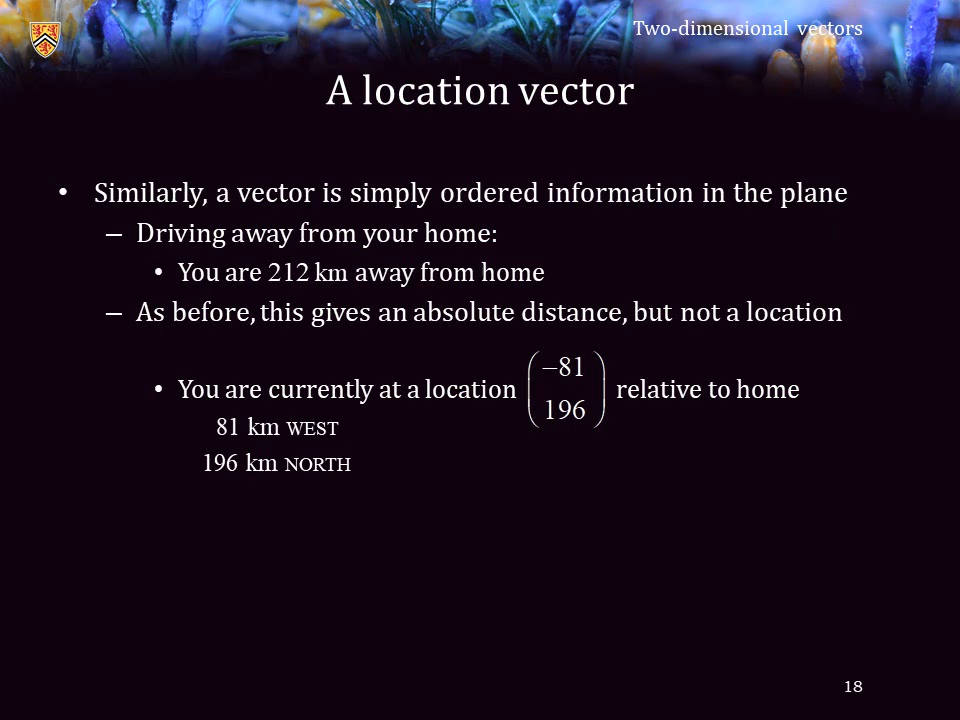 Two-dimensional vectors
A location vector
• Similarly, a vector is simply ordered information in the plane
– Driving away from your home:
• You are 212 km away from home
– As before, this gives an absolute distance, but not a location
• You are currently at a location (−81 196) relative to home
81 km WEST
196 km NORTH
18